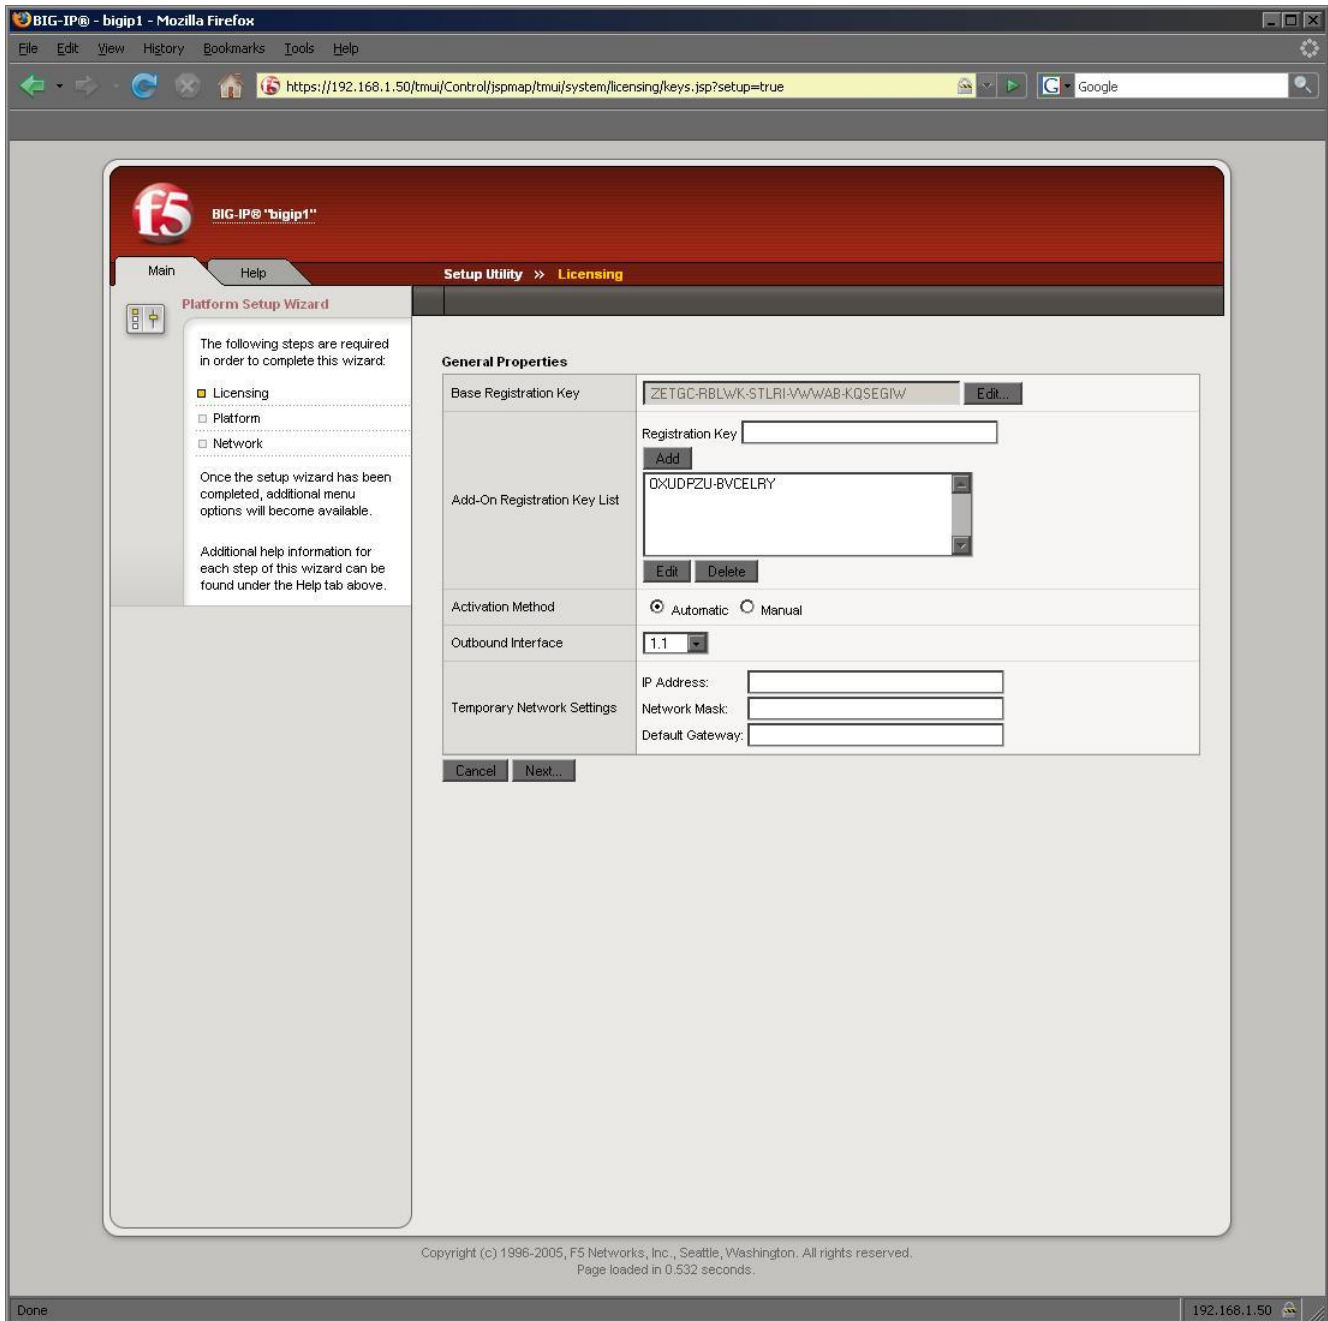 BIG-IP® - bigip1 - Mozilla Firefox
File Edit View History Bookmarks Tools Help
https://192.168.1.50/tmui/Control/jspmap/tmui/system/licensing/keys.jsp?setup=true
G Google
f5
BIG-IP® "bigip1"
Main
Help
Setup Utility » Licensing
Platform Setup Wizard
The following steps are required
in order to complete this wizard:
Licensing
Platform
Network
Once the setup wizard has been
completed, additional menu
options will become available.
Additional help information for
each step of this wizard can be
found under the Help tab above.
General Properties
Base Registration Key
ZETGC-RBLWK-STLRI-VWWAB-KQSEGIW
Edit...
Add-On Registration Key List
Registration Key
Add
OXUDPZU-BVCELRY
Edit Delete
Activation Method
Automatic Manual
Outbound Interface
1.1
Temporary Network Settings
IP Address:
Network Mask:
Default Gateway:
Cancel Next...
Copyright (c) 1996-2005, F5 Networks, Inc., Seattle, Washington. All rights reserved.
Page loaded in 0.532 seconds.
Done
192.168.1.50